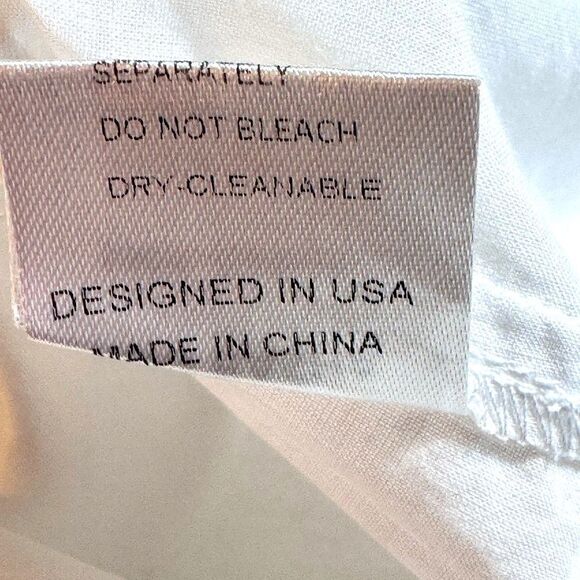 SEPARATELY
DO NOT BLEACH
DRY-CLEANABLE
DESIGNED IN USA
MADE IN CHINA